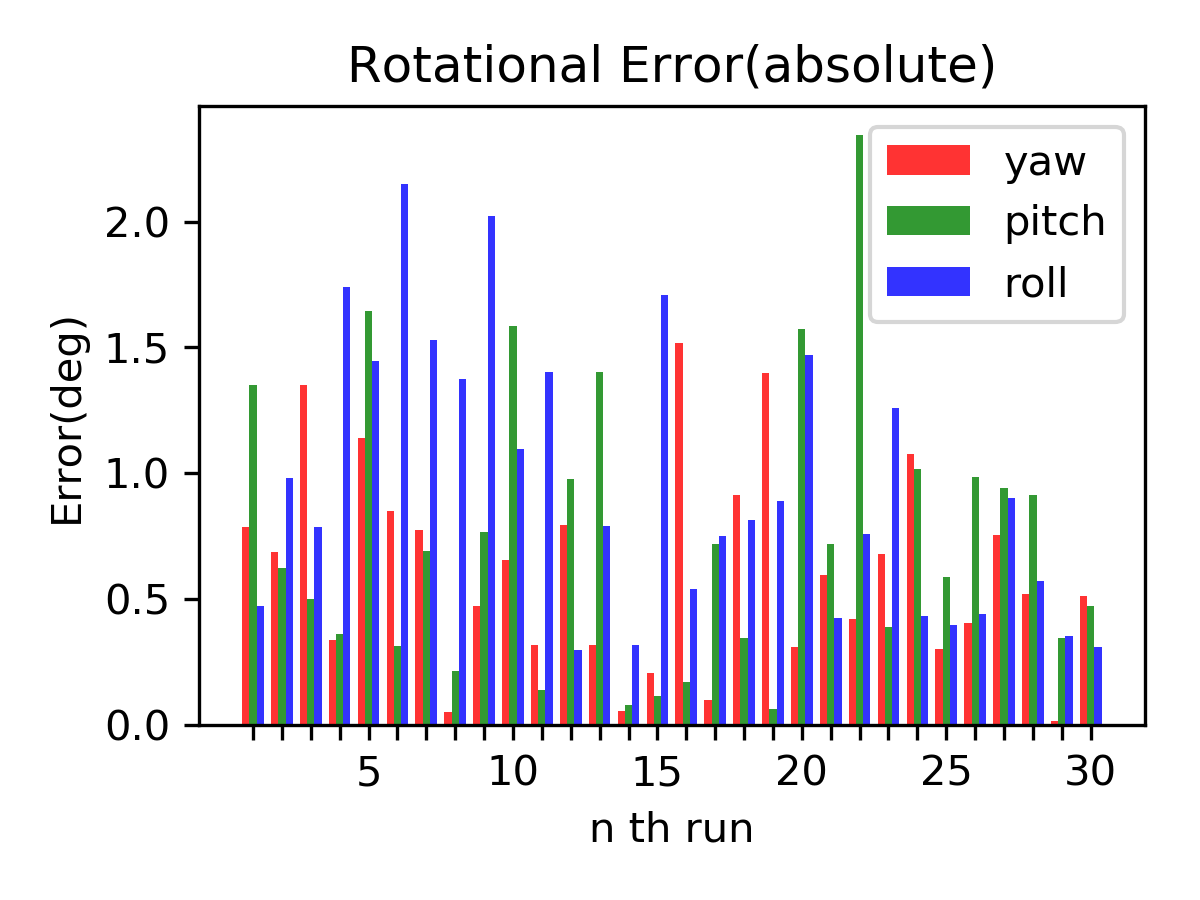 Rotational Error(absolute)
yaw
pitch
roll
Error(deg)
2.0
1.5
1.0
0.5
0.0
5 10 15 20 25 30
n th run